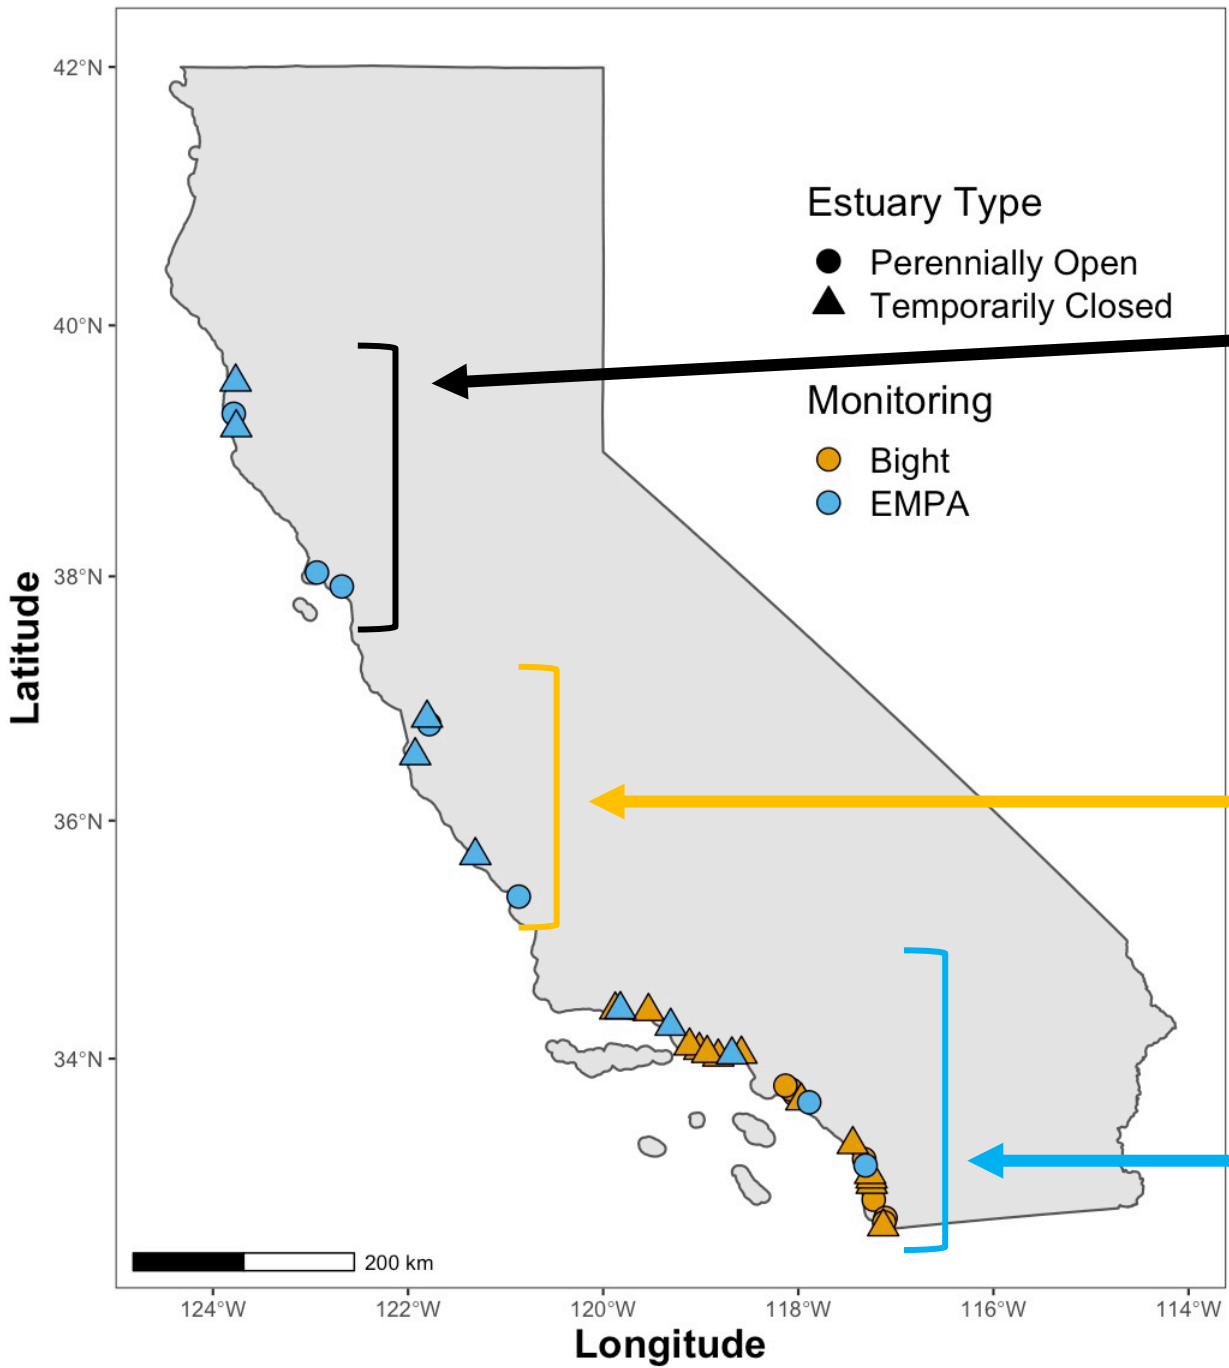 42°N
40°N
38°N
36°N
34°N
Latitude
Estuary Type
Perennially Open
Temporarily Closed
Monitoring
Bight
EMPA
200 km
124°W
122°W
120°W
118°W
116°W
114°W
Longitude